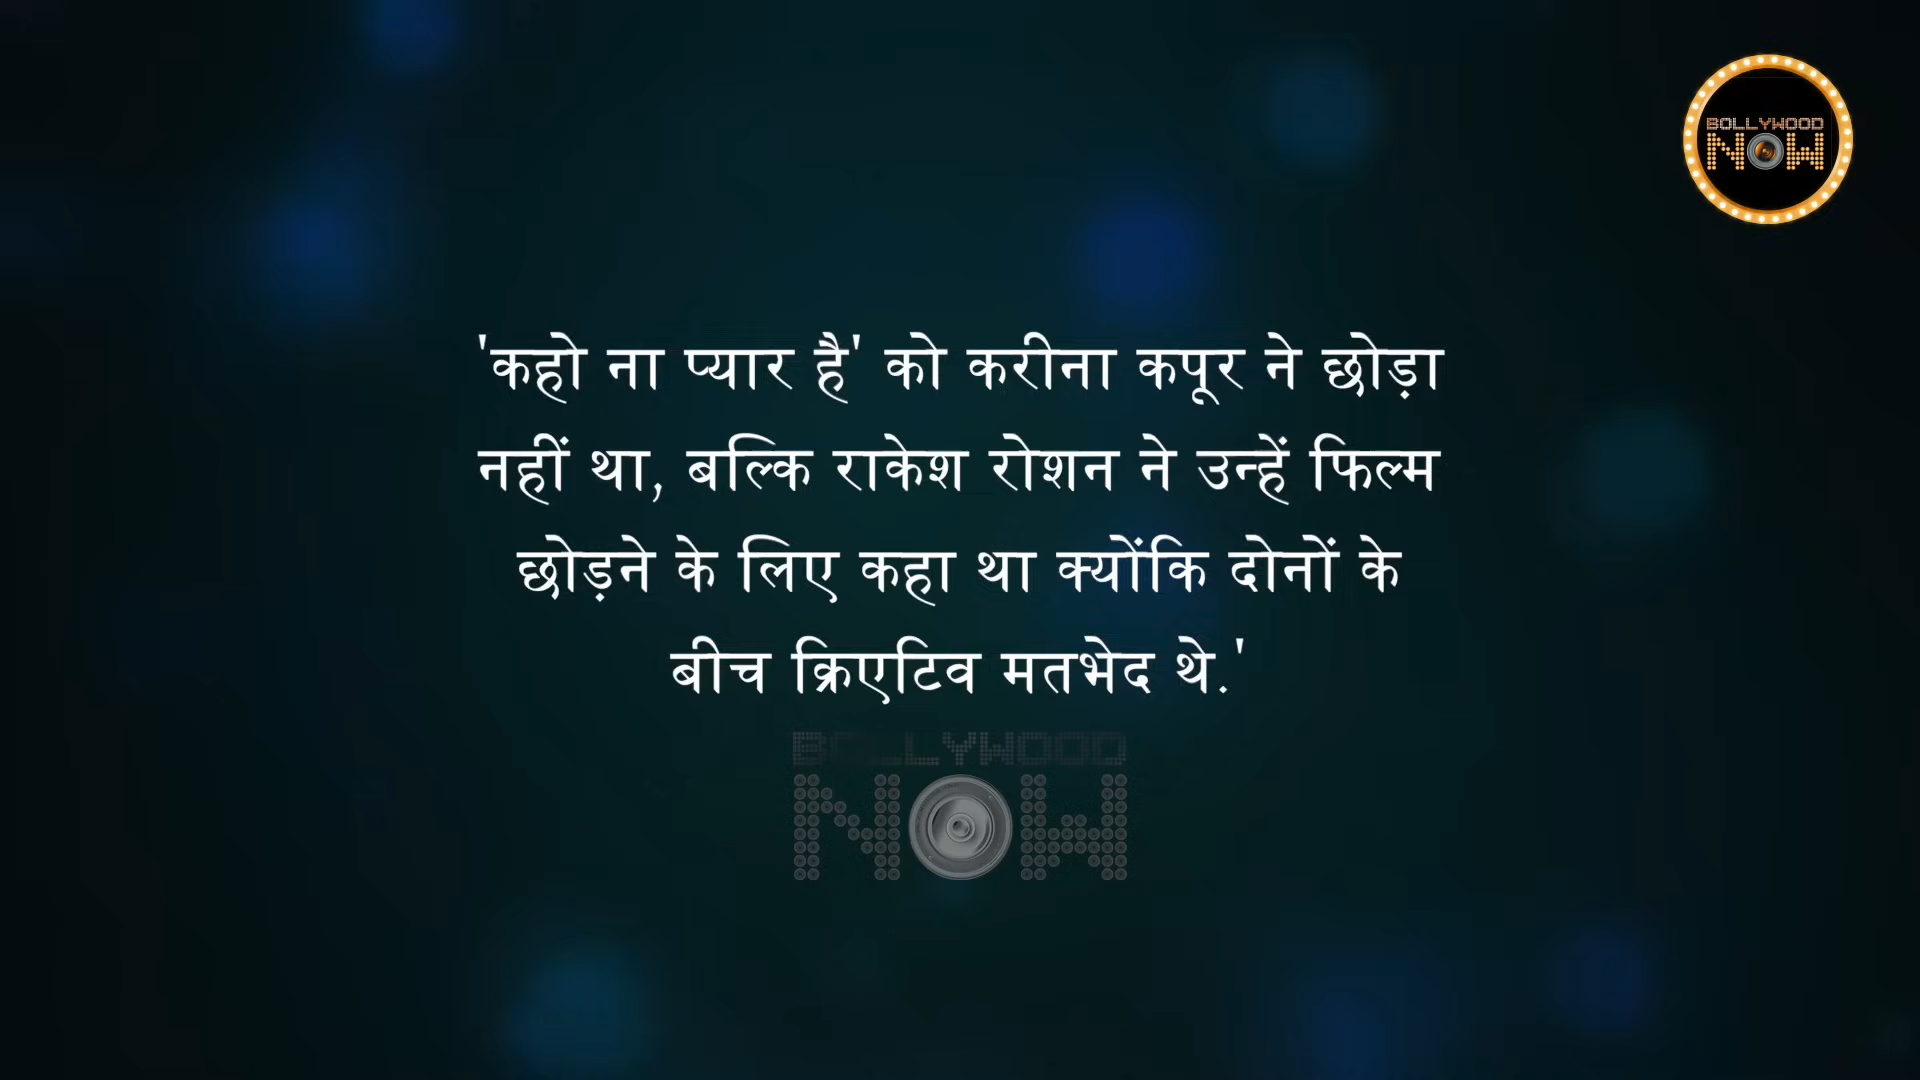 BOLLYWOOD
NOW
'कहो ना प्यार है' को करीना कपूर ने छोड़ा
नहीं था, बल्कि राकेश रोशन ने उन्हें फिल्म
छोड़ने के लिए कहा था क्योंकि दोनों के
बीच क्रिएटिव मतभेद थे.'
BOLLYWOOD
NOW